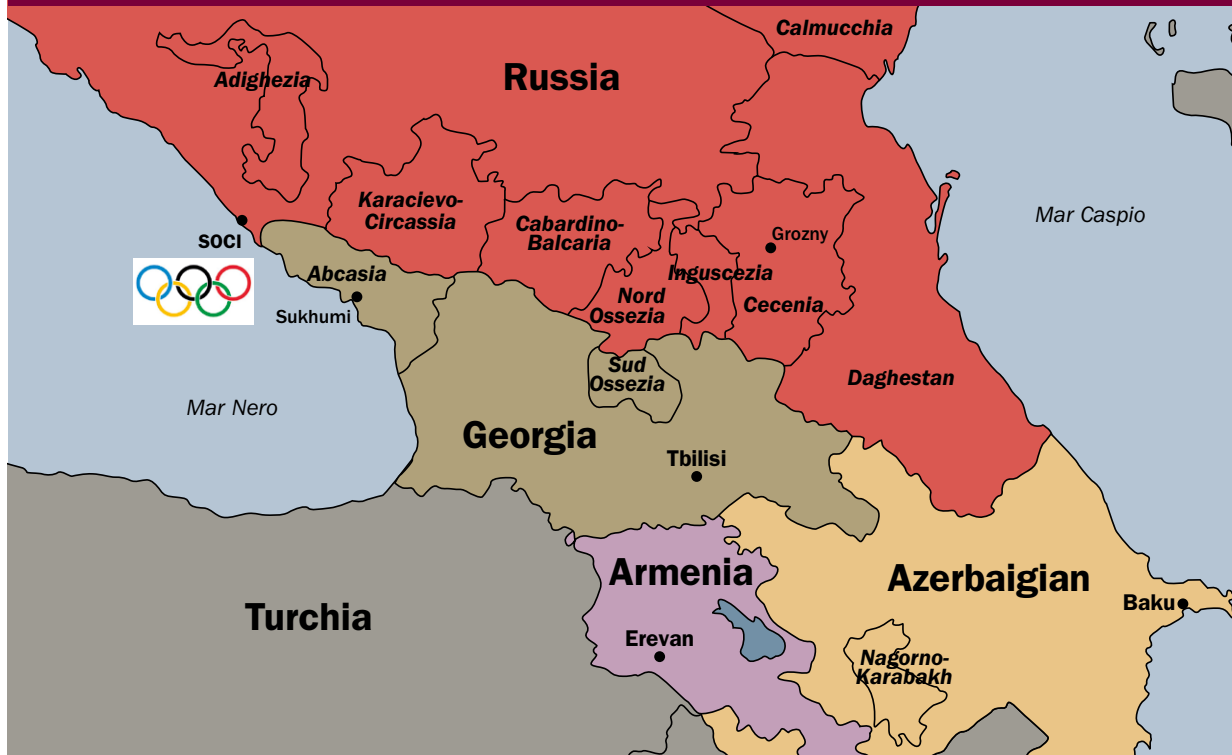 Calmucchia
Adighezia
Russia
Karacievo-
Circassia
Cabardino-
Balcaria
Mar Caspio
Grozny
SOCI
Abcasia
Inguscezia
Nord
Ossezia
Cecenia
Sukhumi
Sud
Ossezia
Daghestan
Mar Nero
Georgia
Tbilisi
Armenia
Azerbaigian
Baku
Turchia
Erevan
Nagorno-
Karabakh